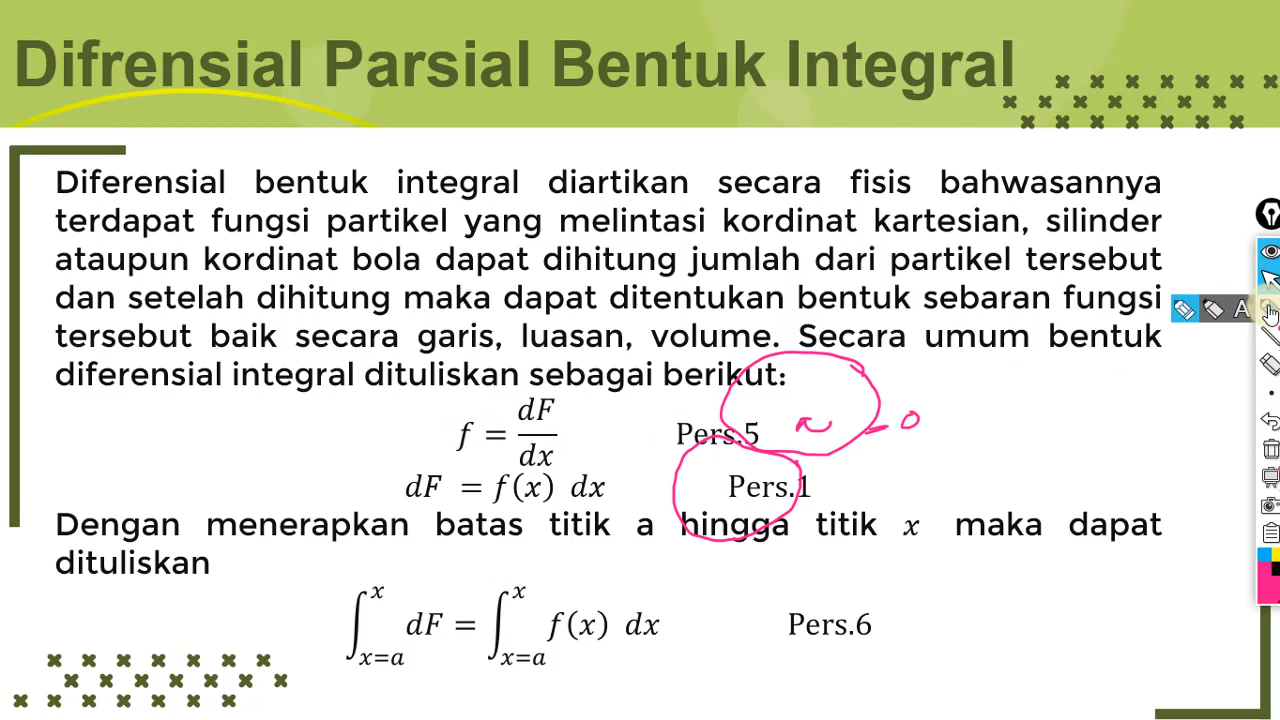 Difrensial Parsial Bentuk Integral
Diferensial bentuk integral diartikan secara fisis bahwasannya
terdapat fungsi partikel yang melintasi kordinat kartesian, silinder
ataupun kordinat bola dapat dihitung jumlah dari partikel tersebut
dan setelah dihitung maka dapat ditentukan bentuk sebaran fungsi
tersebut baik secara garis, luasan, volume. Secara umum bentuk
diferensial integral dituliskan sebagai berikut:
f = dF/dx Pers.5
dF = f(x) dx Pers.1
Dengan menerapkan batas titik a hingga titik x maka dapat
dituliskan
∫_{x=a}^{x} dF = ∫_{x=a}^{x} f(x) dx Pers.6
A